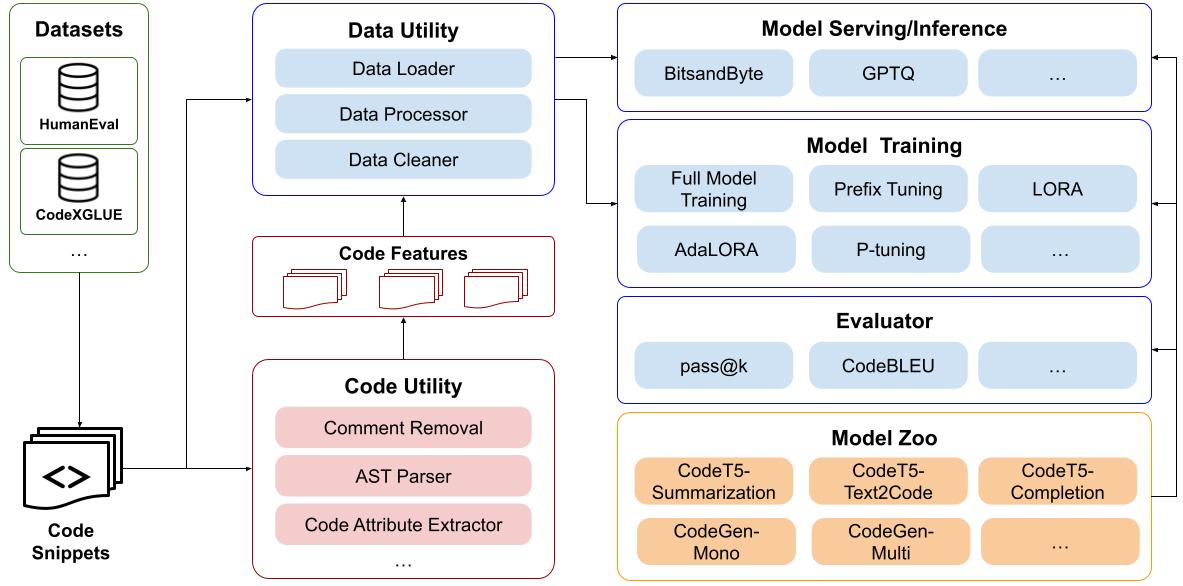 Datasets
HumanEval
CodeXGLUE
...
<>
Code
Snippets
Data Utility
Data Loader
Data Processor
Data Cleaner
Code Features
Code Utility
Comment Removal
AST Parser
Code Attribute Extractor
...
Model Serving/Inference
BitsandByte
GPTQ
...
Model Training
Full Model
Training
Prefix Tuning
LORA
AdaLORA
P-tuning
...
Evaluator
pass@k
CodeBLEU
...
Model Zoo
CodeT5-
Summarization
CodeT5-
Text2Code
CodeT5-
Completion
CodeGen-
Mono
CodeGen-
Multi
...